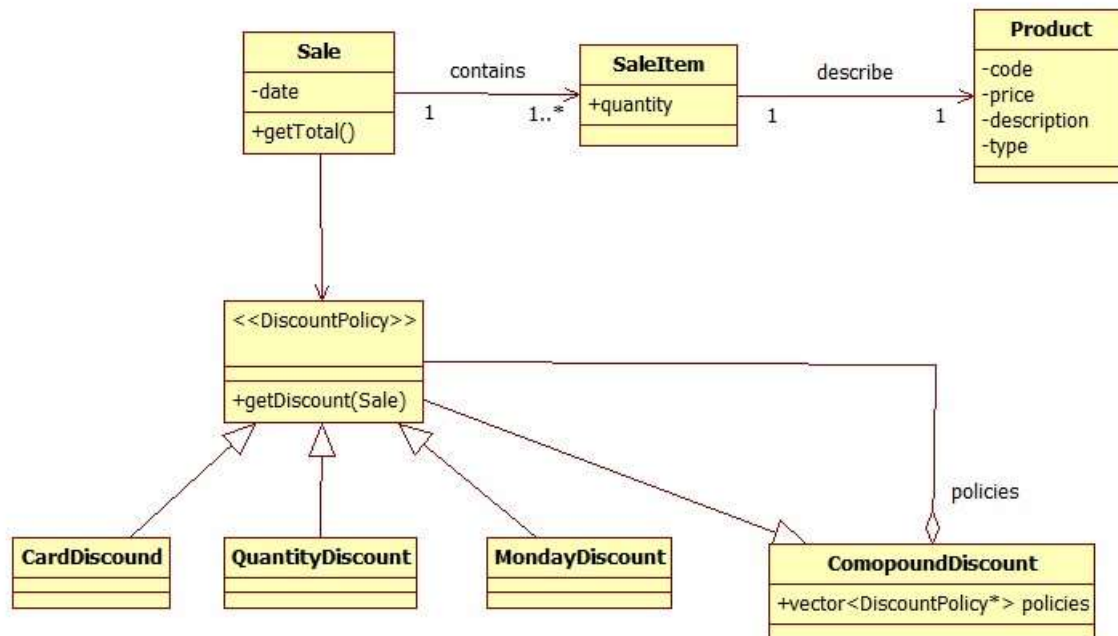 Sale
-date
+getTotal()
contains
1
1..*
SaleItem
+quantity
describe
1
1
Product
-code
-price
-description
-type
<<DiscountPolicy>>
+getDiscount(Sale)
policies
CardDiscound
QuantityDiscount
MondayDiscount
ComopoundDiscount
+vector<DiscountPolicy*> policies